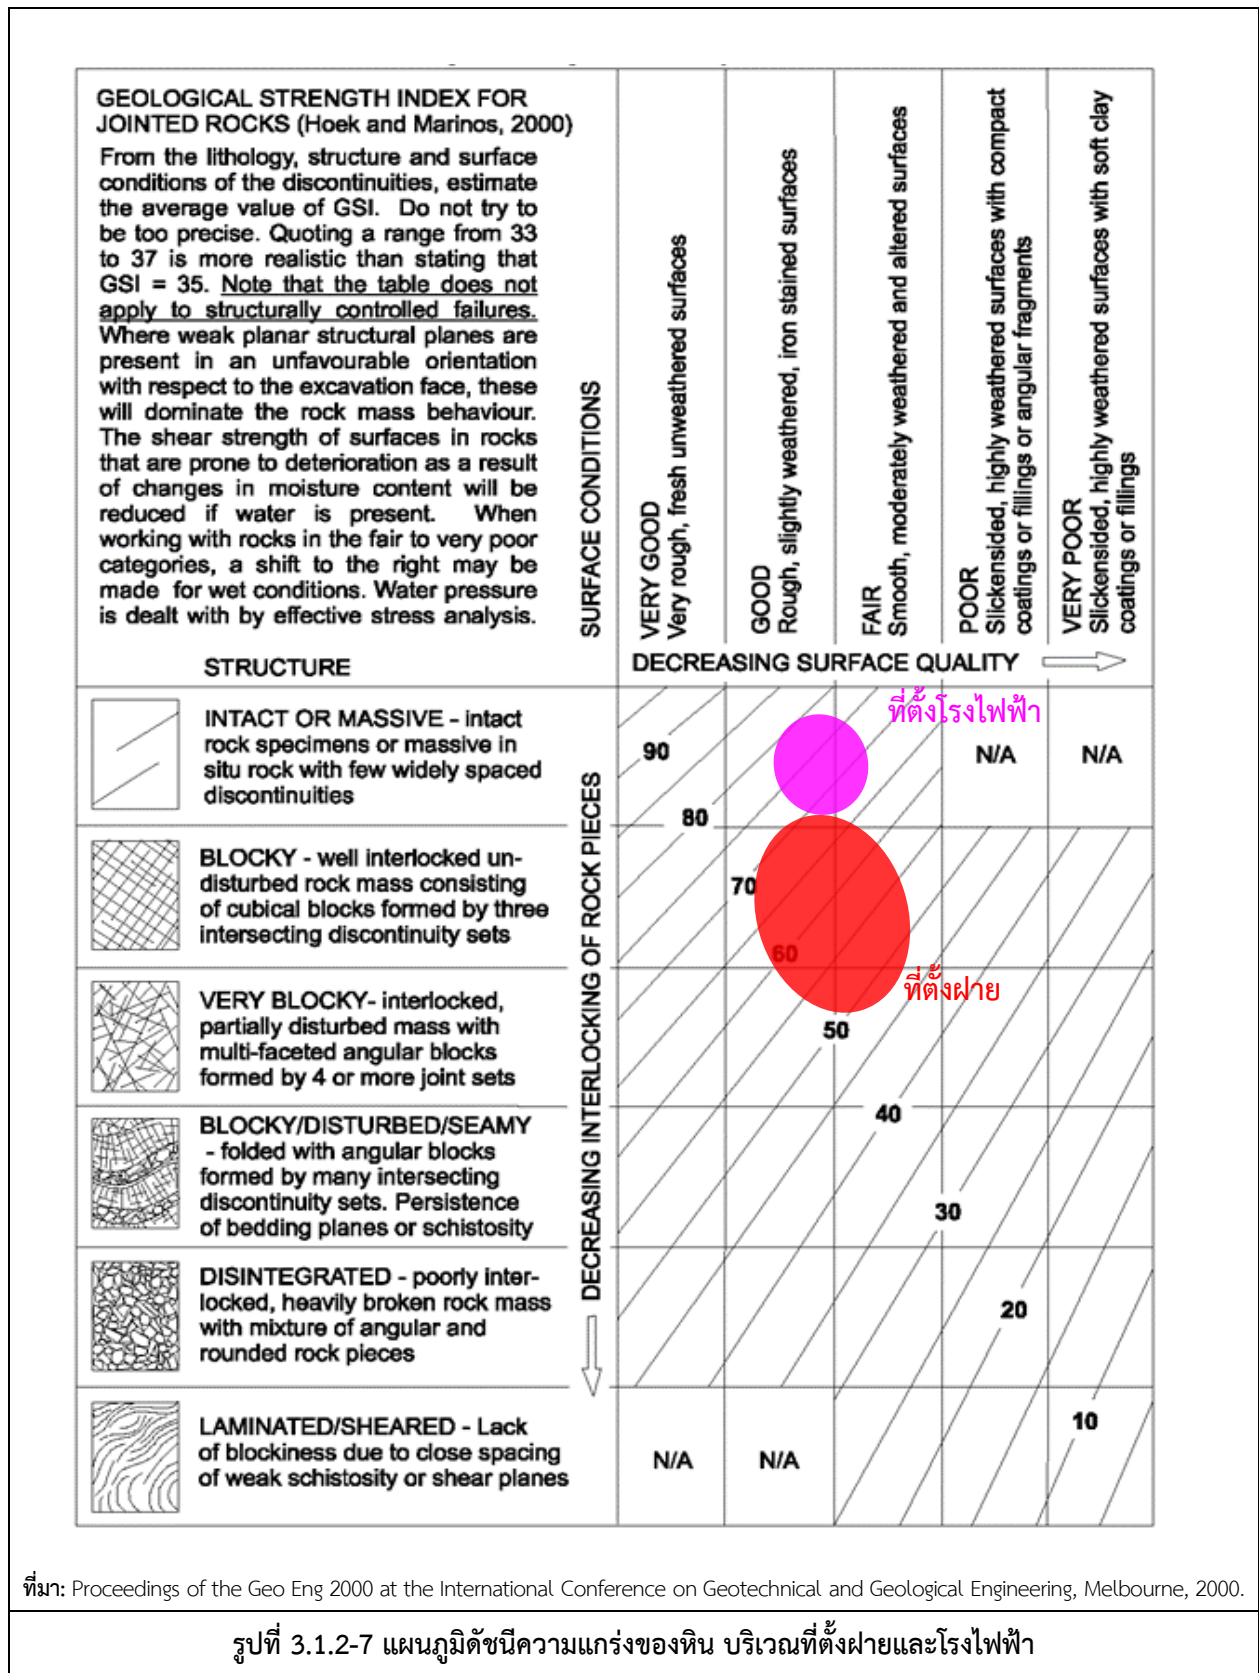 GEOLOGICAL STRENGTH INDEX FOR
JOINTED ROCKS (Hoek and Marinos, 2000)
From the lithology, structure and surface
conditions of the discontinuities, estimate
the average value of GSI. Do not try to
be too precise. Quoting a range from 33
to 37 is more realistic than stating that
GSI = 35. Note that the table does not
apply to structurally controlled failures.
Where weak planar structural planes are
present in an unfavourable orientation
with respect to the excavation face, these
will dominate the rock mass behaviour.
The shear strength of surfaces in rocks
that are prone to deterioration as a result
of changes in moisture content will be
reduced if water is present. When
working with rocks in the fair to very poor
categories, a shift to the right may be
made for wet conditions. Water pressure
is dealt with by effective stress analysis.
STRUCTURE
SURFACE CONDITIONS
VERY GOOD
Very rough, fresh unweathered surfaces
GOOD
Rough, slightly weathered, iron stained surfaces
FAIR
Smooth, moderately weathered and altered surfaces
POOR
Slickensided, highly weathered surfaces with compact
coatings or fillings or angular fragments
VERY POOR
Slickensided, highly weathered surfaces with soft clay
coatings or fillings
DECREASING SURFACE QUALITY
DECREASING INTERLOCKING OF ROCK PIECES
INTACT OR MASSIVE - intact
rock specimens or massive in
situ rock with few widely spaced
discontinuities
BLOCKY - well interlocked un-
disturbed rock mass consisting
of cubical blocks formed by three
intersecting discontinuity sets
VERY BLOCKY- interlocked,
partially disturbed mass with
multi-faceted angular blocks
formed by 4 or more joint sets
BLOCKY/DISTURBED/SEAMY
- folded with angular blocks
formed by many intersecting
discontinuity sets. Persistence
of bedding planes or schistosity
DISINTEGRATED - poorly inter-
locked, heavily broken rock mass
with mixture of angular and
rounded rock pieces
LAMINATED/SHEARED - Lack
of blockiness due to close spacing
of weak schistosity or shear planes
ที่ตั้งโรงไฟฟ้า
90
N/A
N/A
80
70
60
ที่ตั้งฝาย
50
40
30
20
10
N/A
N/A
ที่มา: Proceedings of the Geo Eng 2000 at the International Conference on Geotechnical and Geological Engineering, Melbourne, 2000.
รูปที่ 3.1.2-7 แผนภูมิดัชนีความแกร่งของหิน บริเวณที่ตั้งฝายและโรงไฟฟ้า